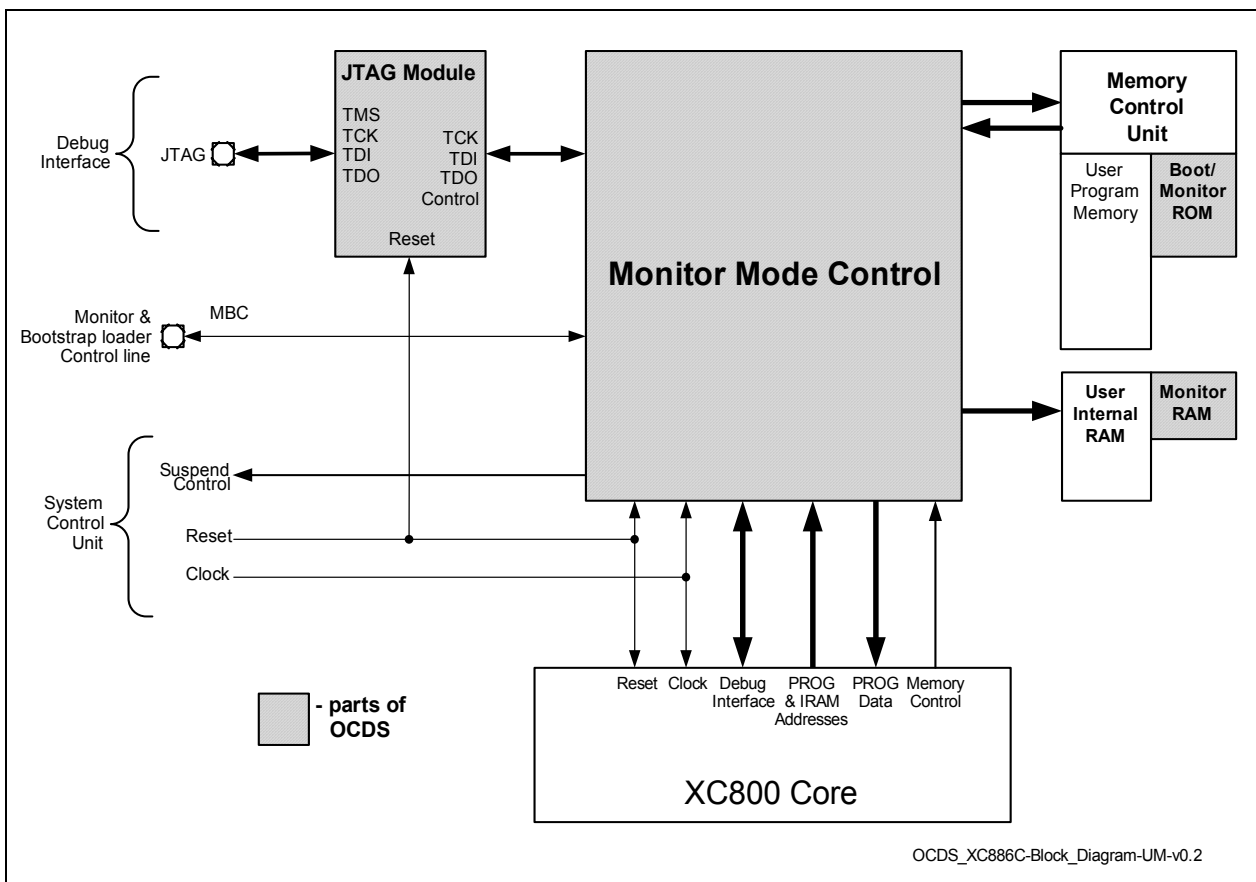 JTAG Module
TMS
TCK
TDI
TDO
TCK
TDI
TDO
Control
Reset
Debug
Interface
JTAG
Monitor Mode Control
Memory
Control
Unit
User
Program
Memory
Boot/
Monitor
ROM
Monitor &
Bootstrap loader
Control line
MBC
User
Internal
RAM
Monitor
RAM
System
Control
Unit
Suspend
Control
Reset
Clock
- parts of
OCDS
Reset
Clock
Debug
Interface
PROG
& IRAM
Addresses
PROG
Data
Memory
Control
XC800 Core
OCDS_XC886C-Block_Diagram-UM-v0.2